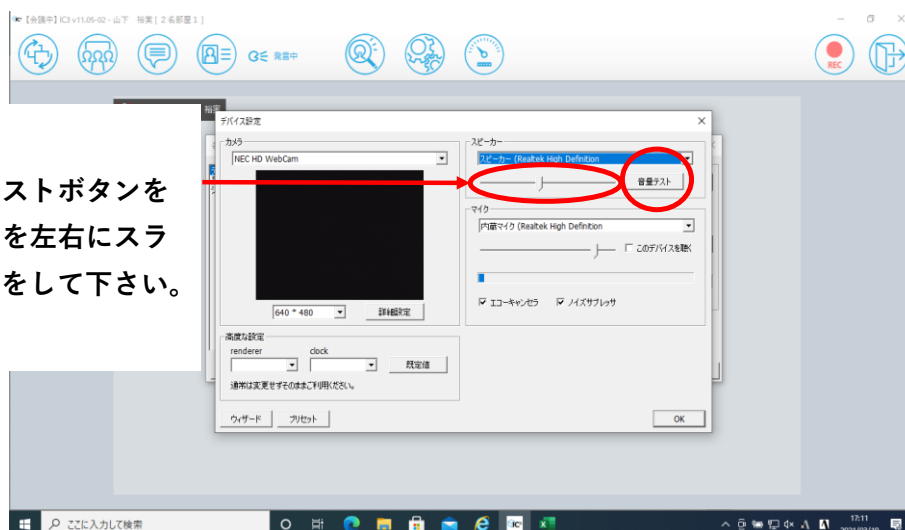 【会議中】IC3 v11.05-02 - 山下 裕美 [ 2名部屋1 ]
発言中
REC
ストボタンを
を左右にスラ
をして下さい。
デバイス設定
カメラ
NEC HD WebCam
640 * 480
詳細設定
スピーカー
スピーカー (Realtek High Definition
音量テスト
マイク
内蔵マイク (Realtek High Definition
このデバイスを聴く
エコーキャンセラ ノイズサプレッサ
高度な設定
renderer clock
既定値
通常は変更せずそのままご利用ください。
ウィザード プリセット
OK
ここに入力して検索
17:11